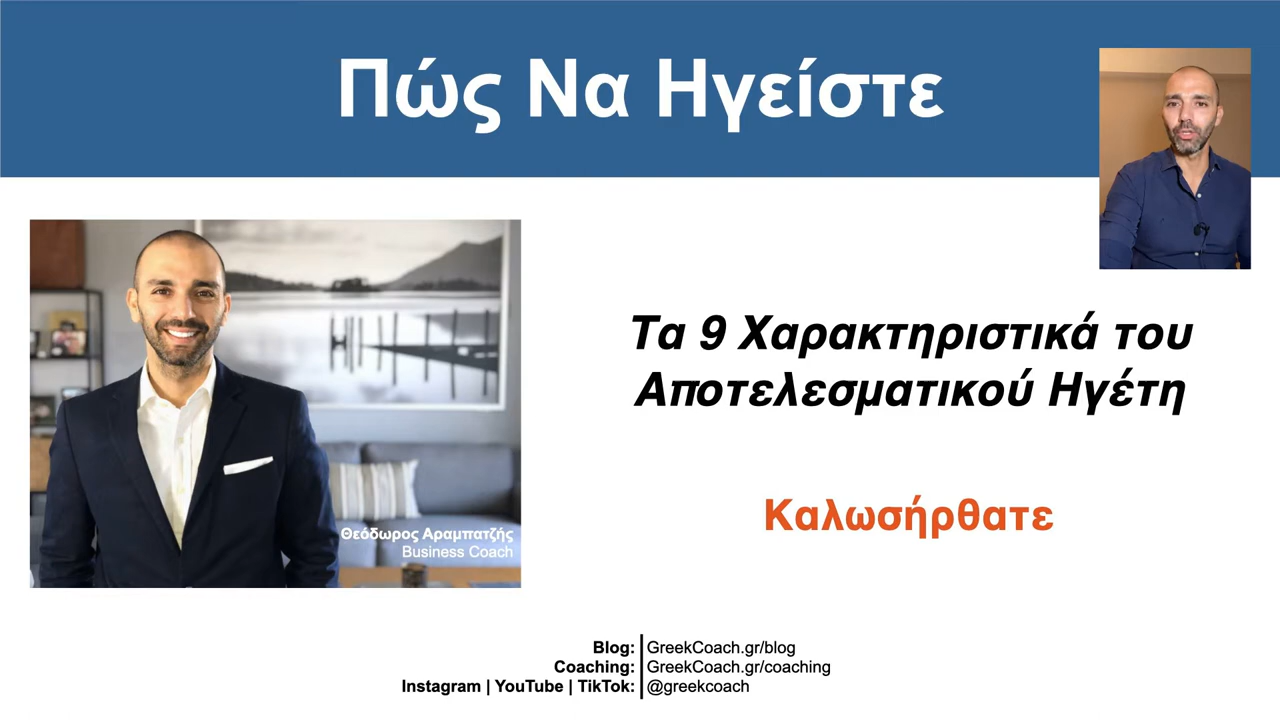 Πώς Να Ηγείστε
Τα 9 Χαρακτηριστικά του
Αποτελεσματικού Ηγέτη
Καλωσήρθατε
Θεόδωρος Αραμπατζής
Business Coach
Blog: GreekCoach.gr/blog
Coaching: GreekCoach.gr/coaching
Instagram | YouTube | TikTok: @greekcoach